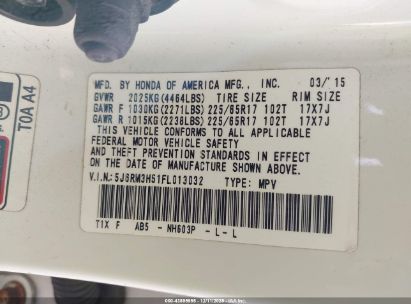 MFD. BY HONDA OF AMERICA MFG., INC. 03/15
GVWR 2025KG(4464LBS) TIRE SIZE RIM SIZE
GAWR F 1030KG(2271LBS) 225/65R17 102T 17X7J
GAWR R 1015KG(2238LBS) 225/65R17 102T 17X7J
THIS VEHICLE CONFORMS TO ALL APPLICABLE
FEDERAL MOTOR VEHICLE SAFETY
AND THEFT PREVENTION STANDARDS IN EFFECT
ON THE DATE OF MANUFACTURE SHOWN ABOVE.
V.I.N.:5J6RM3H51FL013032 TYPE: MPV
T1X F AB5 - NH603P - L - L
TOA A4